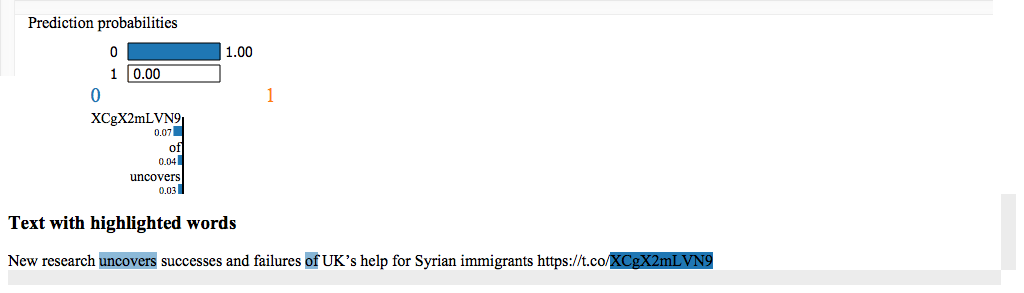 Prediction probabilities
0 1.00
1 0.00
0 1
XCgX2mLVN9
0.07
of
0.04
uncovers
0.03
Text with highlighted words
New research uncovers successes and failures of UK’s help for Syrian immigrants https://t.co/XCgX2mLVN9